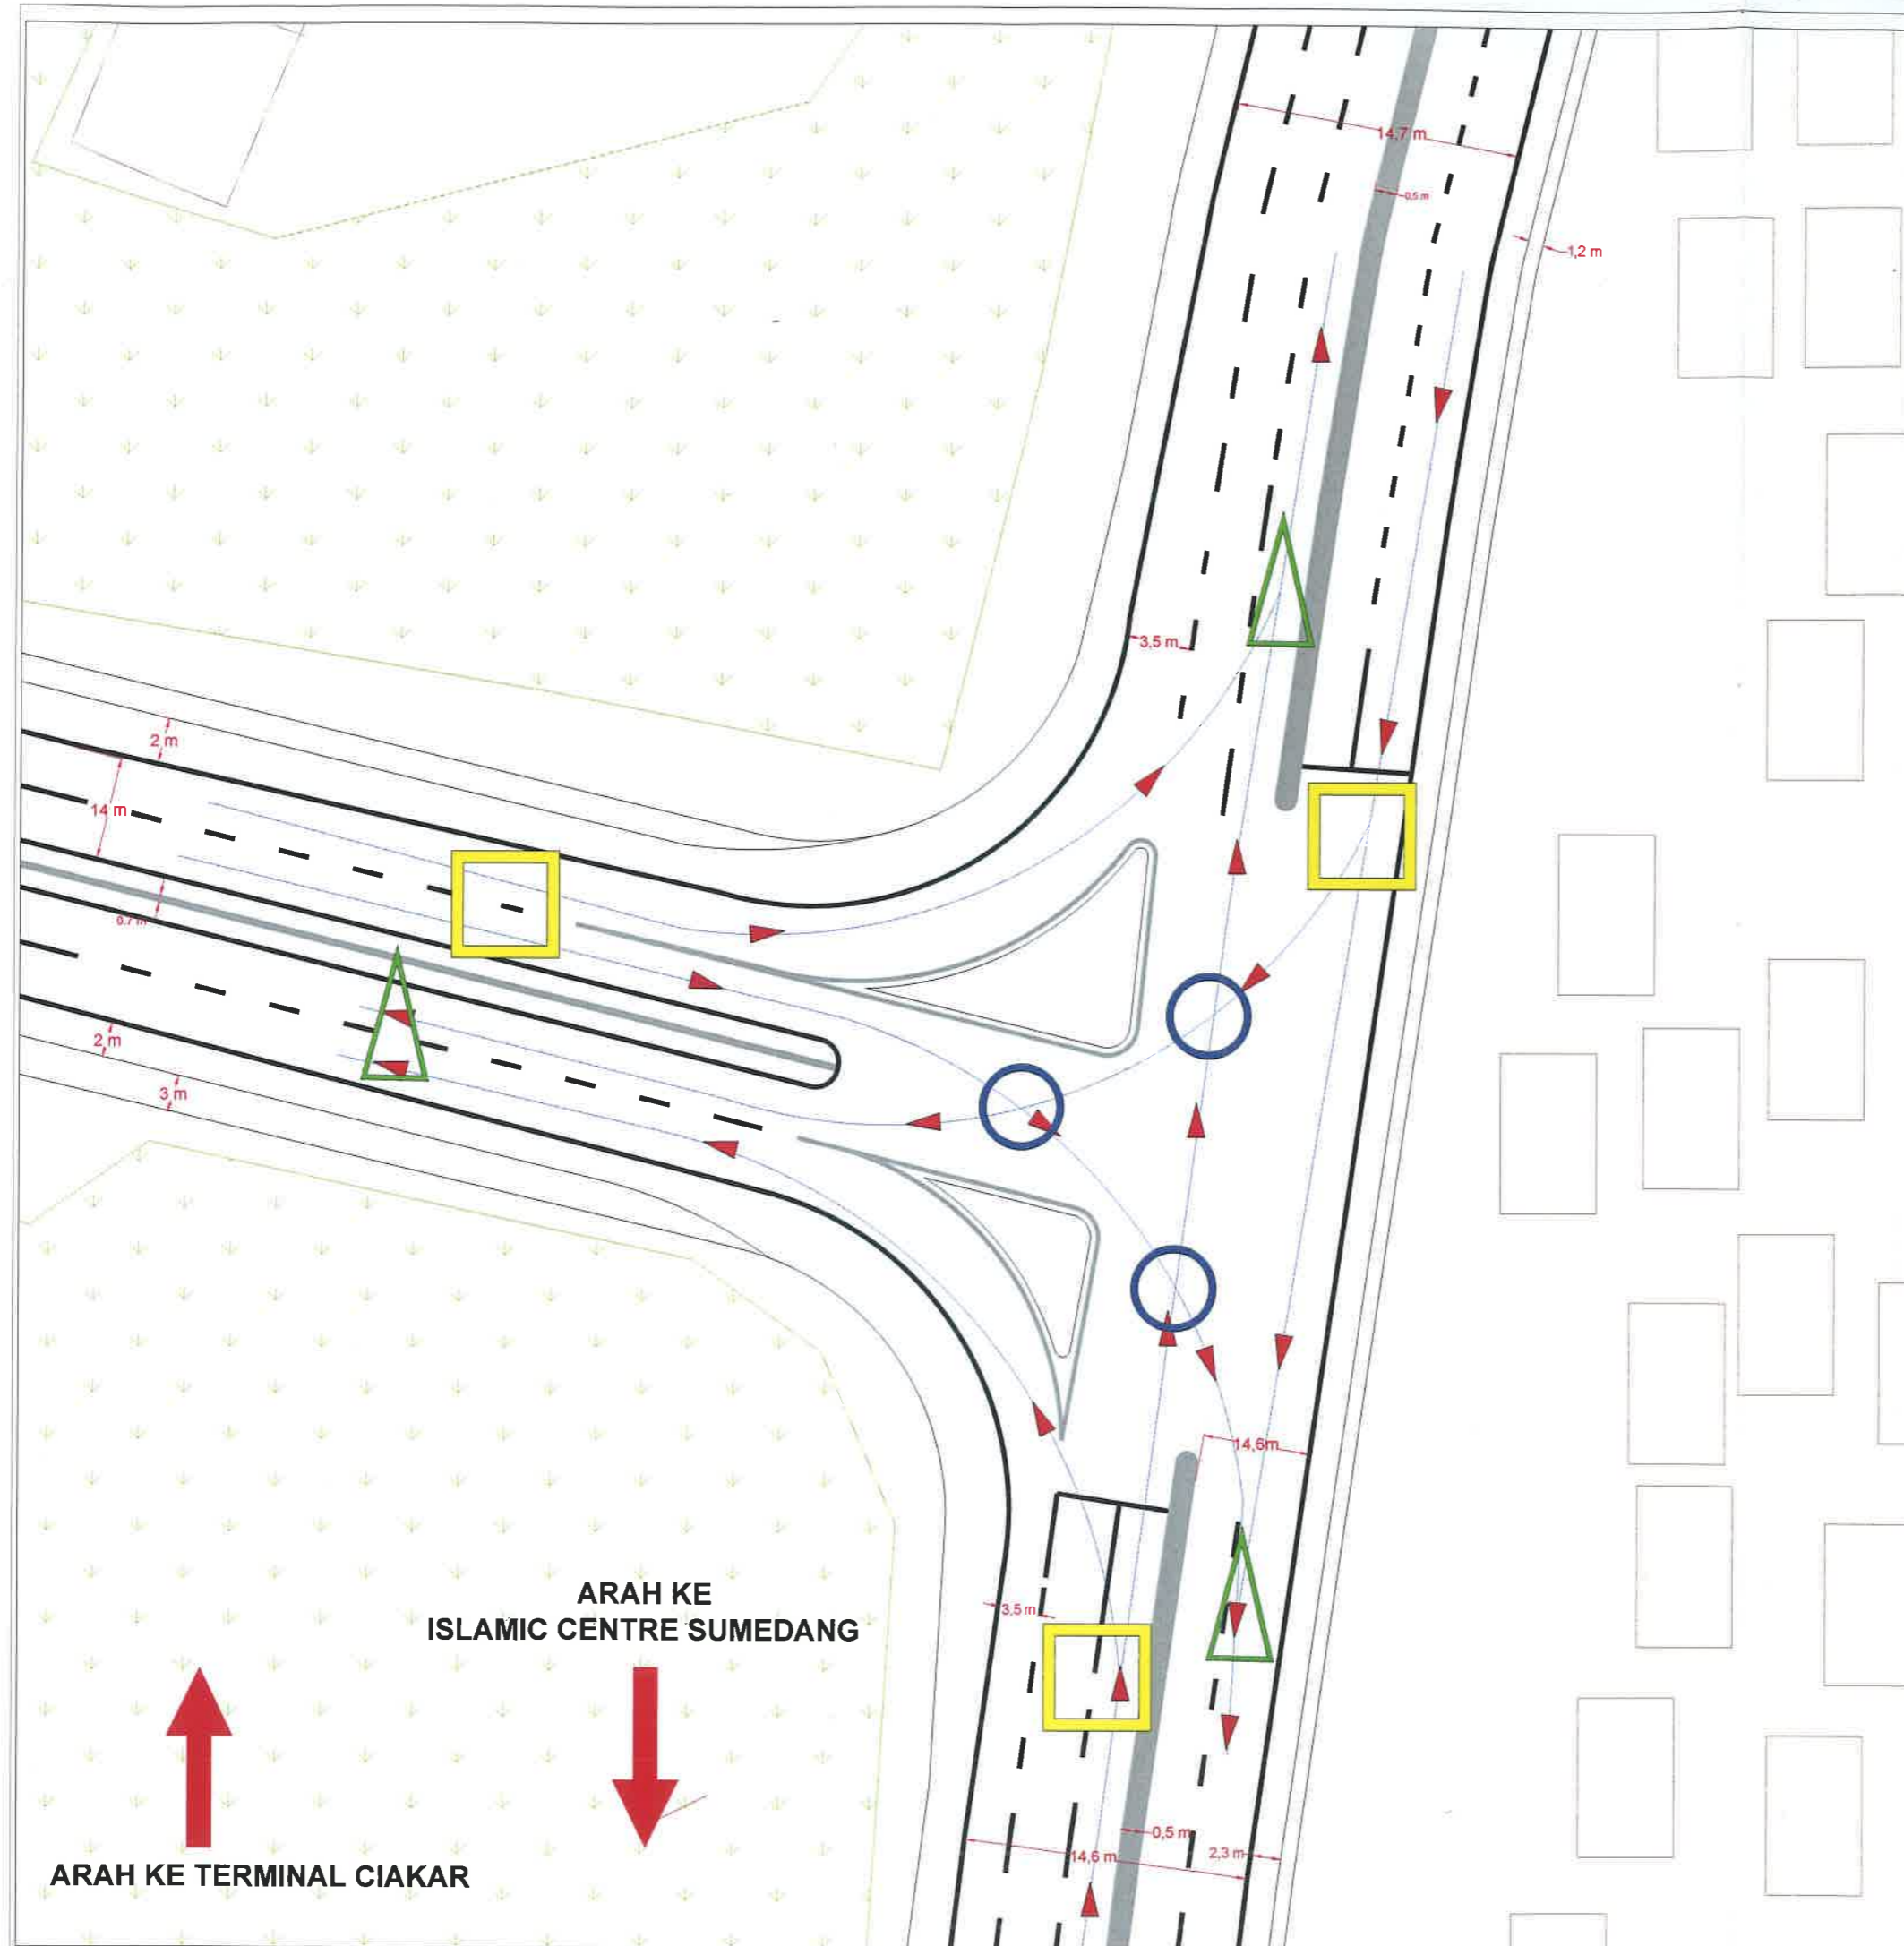 14,7 m
0,5 m
1,2 m
3,5 m
2 m
14 m
0.7 m
2 m
3 m
14,6m
ARAH KE
ISLAMIC CENTRE SUMEDANG
3,5 m
ARAH KE TERMINAL CIAKAR
0,5 m
14,6 m
2,3 m